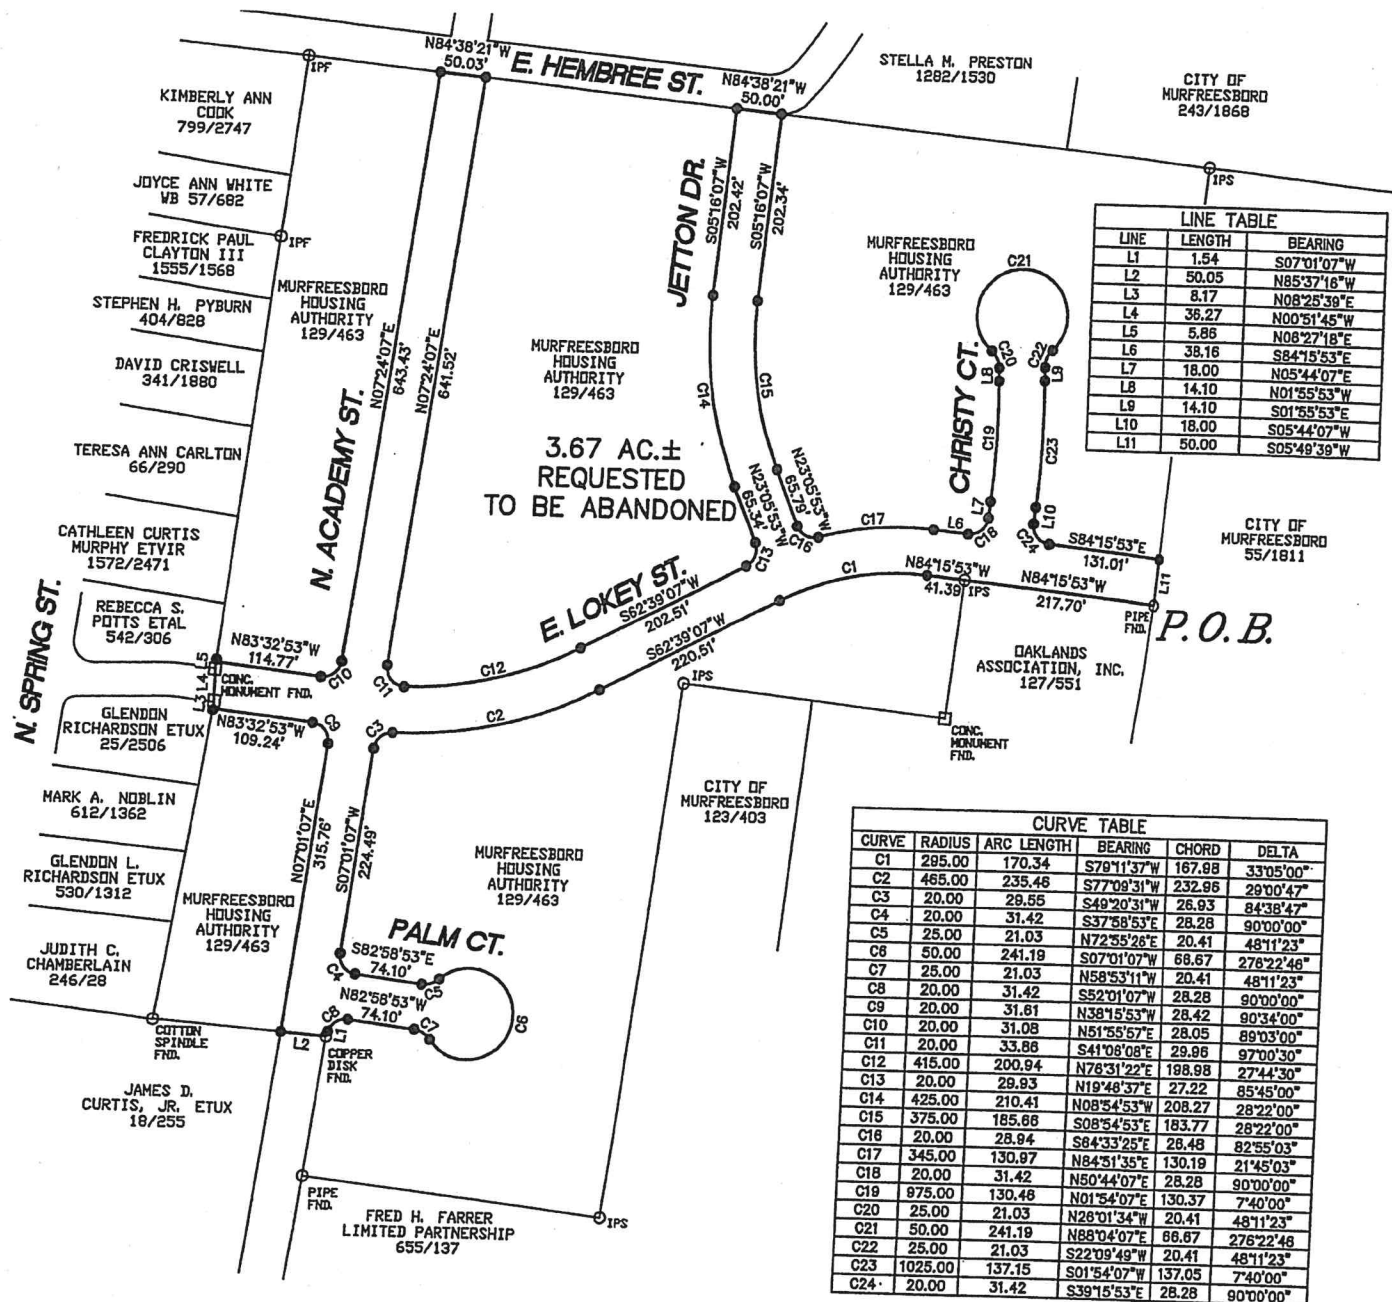 N84°38'21"W
50.03'
E. HEMBREE ST.
N84°38'21"W
50.00'
STELLA M. PRESTON
1282/1530
CITY OF
MURFREESBORO
243/1868
IPF
IPS
KIMBERLY ANN
COOK
799/2747
JOYCE ANN WHITE
WB 57/682
IPF
FREDRICK PAUL
CLAYTON III
1555/1568
STEPHEN H. PYBURN
404/828
DAVID CRISWELL
341/1880
TERESA ANN CARLTON
66/290
CATHLEEN CURTIS
MURPHY ETVIR
1572/2471
REBECCA S.
POTTS ETAL
542/306
N. SPRING ST.
GLENDON
RICHARDSON ETUX
25/2506
MARK A. NOBLIN
612/1362
GLENDON L.
RICHARDSON ETUX
530/1312
JUDITH C.
CHAMBERLAIN
246/28
MURFREESBORO
HOUSING
AUTHORITY
129/463
N. ACADEMY ST.
N07°24'07"E
643.43'
N07°24'07"E
641.52'
MURFREESBORO
HOUSING
AUTHORITY
129/463
3.67 AC.±
REQUESTED
TO BE ABANDONED
JETTON DR.
S05°16'07"W
202.42'
S05°16'07"W
202.34'
C14
C15
N23°05'53"W
65.34'
N23°05'53"W
65.79'
C13
C16
MURFREESBORO
HOUSING
AUTHORITY
129/463
C21
C20
C22
L8
L9
CHRISTY CT.
C19
C23
L7
L10
C17
L6
C18
C24
S84°15'53"E
131.01'
L11
CITY OF
MURFREESBORO
55/1811
C1
N84°15'53"W
41.39'
IPS
N84°15'53"W
217.70'
PIPE
FND.
P.O.B.
OAKLANDS
ASSOCIATION, INC.
127/551
E. LOKEY ST.
S62°39'07"W
202.51'
S62°39'07"W
220.51'
C12
C2
C10
C11
C9
C3
N83°32'53"W
114.77'
L5
L4
L3
CONC.
MONUMENT FND.
N83°32'53"W
109.24'
IPS
CONC.
MONUMENT
FND.
CITY OF
MURFREESBORO
123/403
N07°01'07"E
315.76'
S07°01'07"W
224.49'
MURFREESBORO
HOUSING
AUTHORITY
129/463
MURFREESBORO
HOUSING
AUTHORITY
129/463
PALM CT.
S82°58'53"E
74.10'
C4
C5
C6
N82°58'53"W
74.10'
C7
C8
L1
L2
COPPER
DISK
FND.
COTTON
SPINDLE
FND.
JAMES D.
CURTIS, JR. ETUX
18/255
PIPE
FND.
FRED H. FARRER
LIMITED PARTNERSHIP
655/137
IPS
LINE TABLE
LINE LENGTH BEARING
L1 1.54 S07°01'07"W
L2 50.05 N85°37'16"W
L3 8.17 N08°25'39"E
L4 36.27 N00°51'45"W
L5 5.86 N06°27'18"E
L6 38.16 S84°15'53"E
L7 18.00 N05°44'07"E
L8 14.10 N01°55'53"W
L9 14.10 S01°55'53"E
L10 18.00 S05°44'07"W
L11 50.00 S05°49'39"W
CURVE TABLE
CURVE RADIUS ARC LENGTH BEARING CHORD DELTA
C1 295.00 170.34 S79°11'37"W 167.98 33°05'00"
C2 465.00 235.46 S77°09'31"W 232.96 29°00'47"
C3 20.00 29.55 S49°20'31"W 26.93 84°38'47"
C4 20.00 31.42 S37°58'53"E 28.28 90°00'00"
C5 25.00 21.03 N72°55'26"E 20.41 48°11'23"
C6 50.00 241.19 S07°01'07"W 66.67 276°22'46"
C7 25.00 21.03 N58°53'11"W 20.41 48°11'23"
C8 20.00 31.42 S52°01'07"W 28.28 90°00'00"
C9 20.00 31.61 N38°15'53"W 28.42 90°34'00"
C10 20.00 31.08 N51°55'57"E 28.05 89°03'00"
C11 20.00 33.86 S41°06'08"E 29.96 97°00'30"
C12 415.00 200.94 N76°31'22"E 198.98 27°44'30"
C13 20.00 29.93 N19°46'37"E 27.22 85°45'00"
C14 425.00 210.41 N08°54'53"W 208.27 28°22'00"
C15 375.00 185.66 S08°54'53"E 183.77 28°22'00"
C16 20.00 28.94 S64°33'25"E 26.48 82°55'03"
C17 345.00 130.97 N84°51'35"E 130.19 21°45'03"
C18 20.00 31.42 N50°44'07"E 28.28 90°00'00"
C19 975.00 130.46 N01°54'07"E 130.37 7°40'00"
C20 25.00 21.03 N26°01'34"W 20.41 48°11'23"
C21 50.00 241.19 N88°04'07"E 66.67 276°22'46
C22 25.00 21.03 S22°09'49"W 20.41 48°11'23"
C23 1025.00 137.15 S01°54'07"W 137.05 7°40'00"
C24 20.00 31.42 S39°15'53"E 28.28 90°00'00"